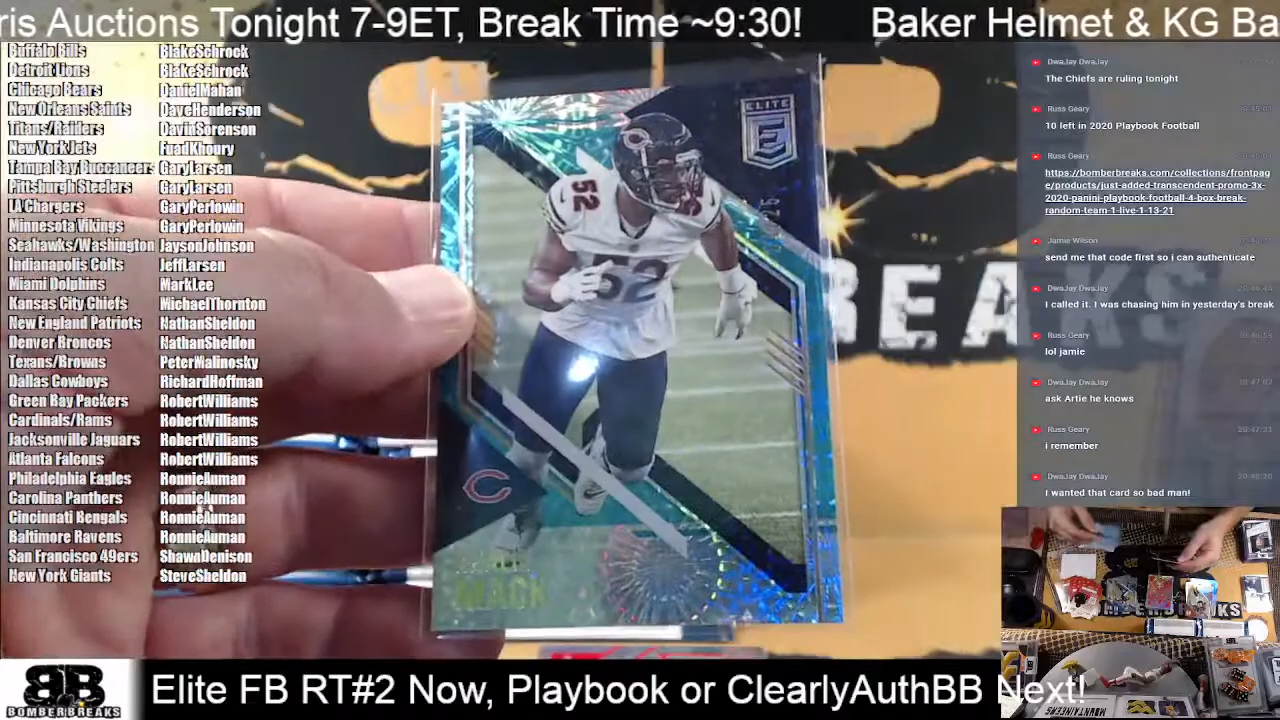 ris Auctions Tonight 7-9ET, Break Time ~9:30! Baker Helmet & KG Ba
Buffalo Bills BlakeSchrock
Detroit Lions BlakeSchrock
Chicago Bears DanielMahan
New Orleans Saints DaveHenderson
Titans/Raiders DavinSorenson
New York Jets FuadKhoury
Tampa Bay Buccaneers GaryLarsen
Pittsburgh Steelers GaryLarsen
LA Chargers GaryPerlowin
Minnesota Vikings GaryPerlowin
Seahawks/Washington JaysonJohnson
Indianapolis Colts JeffLarsen
Miami Dolphins MarkLee
Kansas City Chiefs MichaelThornton
New England Patriots NathanSheldon
Denver Broncos NathanSheldon
Texans/Browns PeterMalinosky
Dallas Cowboys RichardHoffman
Green Bay Packers RobertWilliams
Cardinals/Rams RobertWilliams
Jacksonville Jaguars RobertWilliams
Atlanta Falcons RobertWilliams
Philadelphia Eagles RonnieAuman
Carolina Panthers RonnieAuman
Cincinnati Bengals RonnieAuman
Baltimore Ravens RonnieAuman
San Francisco 49ers ShawnDenison
New York Giants SteveSheldon
ELITE
E
52
52
C
MACK
BREAKS
DwaJay DwaJay
The Chiefs are ruling tonight
Russ Geary
10 left in 2020 Playbook Football
Russ Geary
https://bomberbreaks.com/collections/frontpag
e/products/just-added-transcendent-promo-3x-
2020-panini-playbook-football-4-box-break-
random-team-1-live-1-13-21
Jamie Wilson
send me that code first so i can authenticate
DwaJay DwaJay
I called it. I was chasing him in yesterday's break
Russ Geary
lol jamie
DwaJay DwaJay
ask Artie he knows
Russ Geary
i remember
DwaJay DwaJay
I wanted that card so bad man!
MOUNTAINEERS
BB
BOMBERBREAKS
Elite FB RT#2 Now, Playbook or ClearlyAuthBB Next!